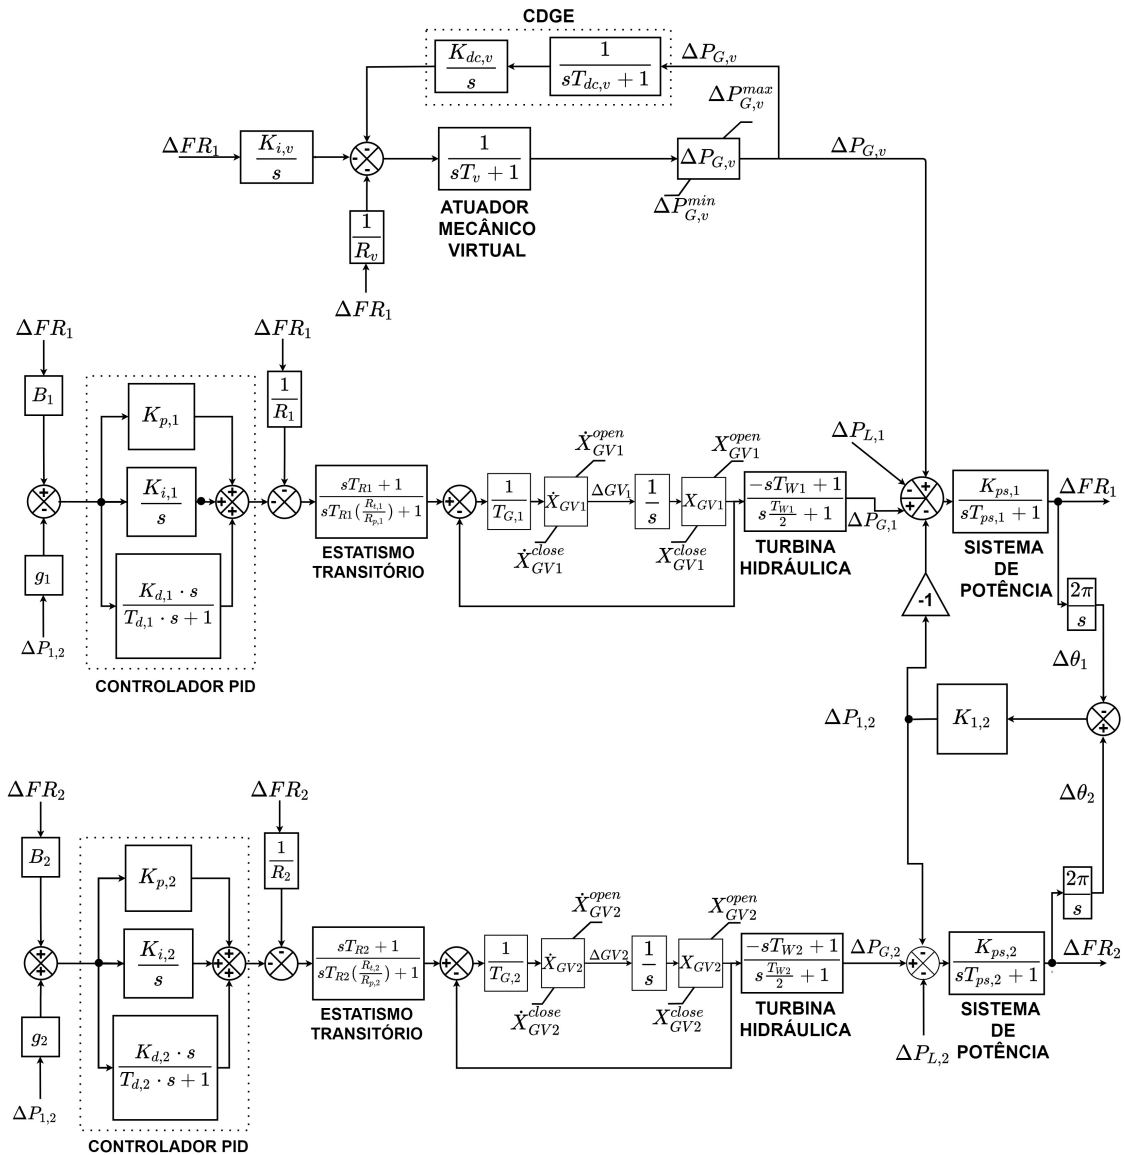 CDGE
K_{dc,v}
s
1
sT_{dc,v} + 1
ΔP_{G,v}
ΔP_{G,v}^{max}
ΔFR_1
K_{i,v}
s
-
-
-
1
sT_v + 1
ΔP_{G,v}
ΔP_{G,v}
ΔP_{G,v}^{min}
ATUADOR
MECÂNICO
VIRTUAL
1
R_v
ΔFR_1
ΔFR_1
ΔFR_1
B_1
K_{p,1}
1
R_1
ΔP_{L,1}
Ẋ_{GV1}^{open}
X_{GV1}^{open}
+
+
K_{i,1}
s
+
+
+
-
-
sT_{R1} + 1
sT_{R1}(\frac{R_{t,1}}{R_{p,1}}) + 1
+
-
1
T_{G,1}
Ẋ_{GV1}
ΔGV_1
1
s
X_{GV1}
-sT_{W1} + 1
s\frac{T_{W1}}{2} + 1
-
+
+
-
K_{ps,1}
sT_{ps,1} + 1
ΔFR_1
ΔP_{G,1}
Ẋ_{GV1}^{close}
X_{GV1}^{close}
ESTATISMO
TRANSITÓRIO
TURBINA
HIDRÁULICA
SISTEMA
DE
POTÊNCIA
g_1
K_{d,1} · s
T_{d,1} · s + 1
-1
2π
s
ΔP_{1,2}
CONTROLADOR PID
Δθ_1
ΔP_{1,2}
K_{1,2}
-
+
ΔFR_2
ΔFR_2
Δθ_2
B_2
K_{p,2}
1
R_2
2π
s
Ẋ_{GV2}^{open}
X_{GV2}^{open}
+
+
K_{i,2}
s
+
+
+
-
-
sT_{R2} + 1
sT_{R2}(\frac{R_{t,2}}{R_{p,2}}) + 1
+
-
1
T_{G,2}
Ẋ_{GV2}
ΔGV2
1
s
X_{GV2}
-sT_{W2} + 1
s\frac{T_{W2}}{2} + 1
ΔP_{G,2}
+
+
-
K_{ps,2}
sT_{ps,2} + 1
ΔFR_2
Ẋ_{GV2}^{close}
X_{GV2}^{close}
ESTATISMO
TRANSITÓRIO
TURBINA
HIDRÁULICA
SISTEMA
DE
POTÊNCIA
ΔP_{L,2}
g_2
K_{d,2} · s
T_{d,2} · s + 1
ΔP_{1,2}
CONTROLADOR PID